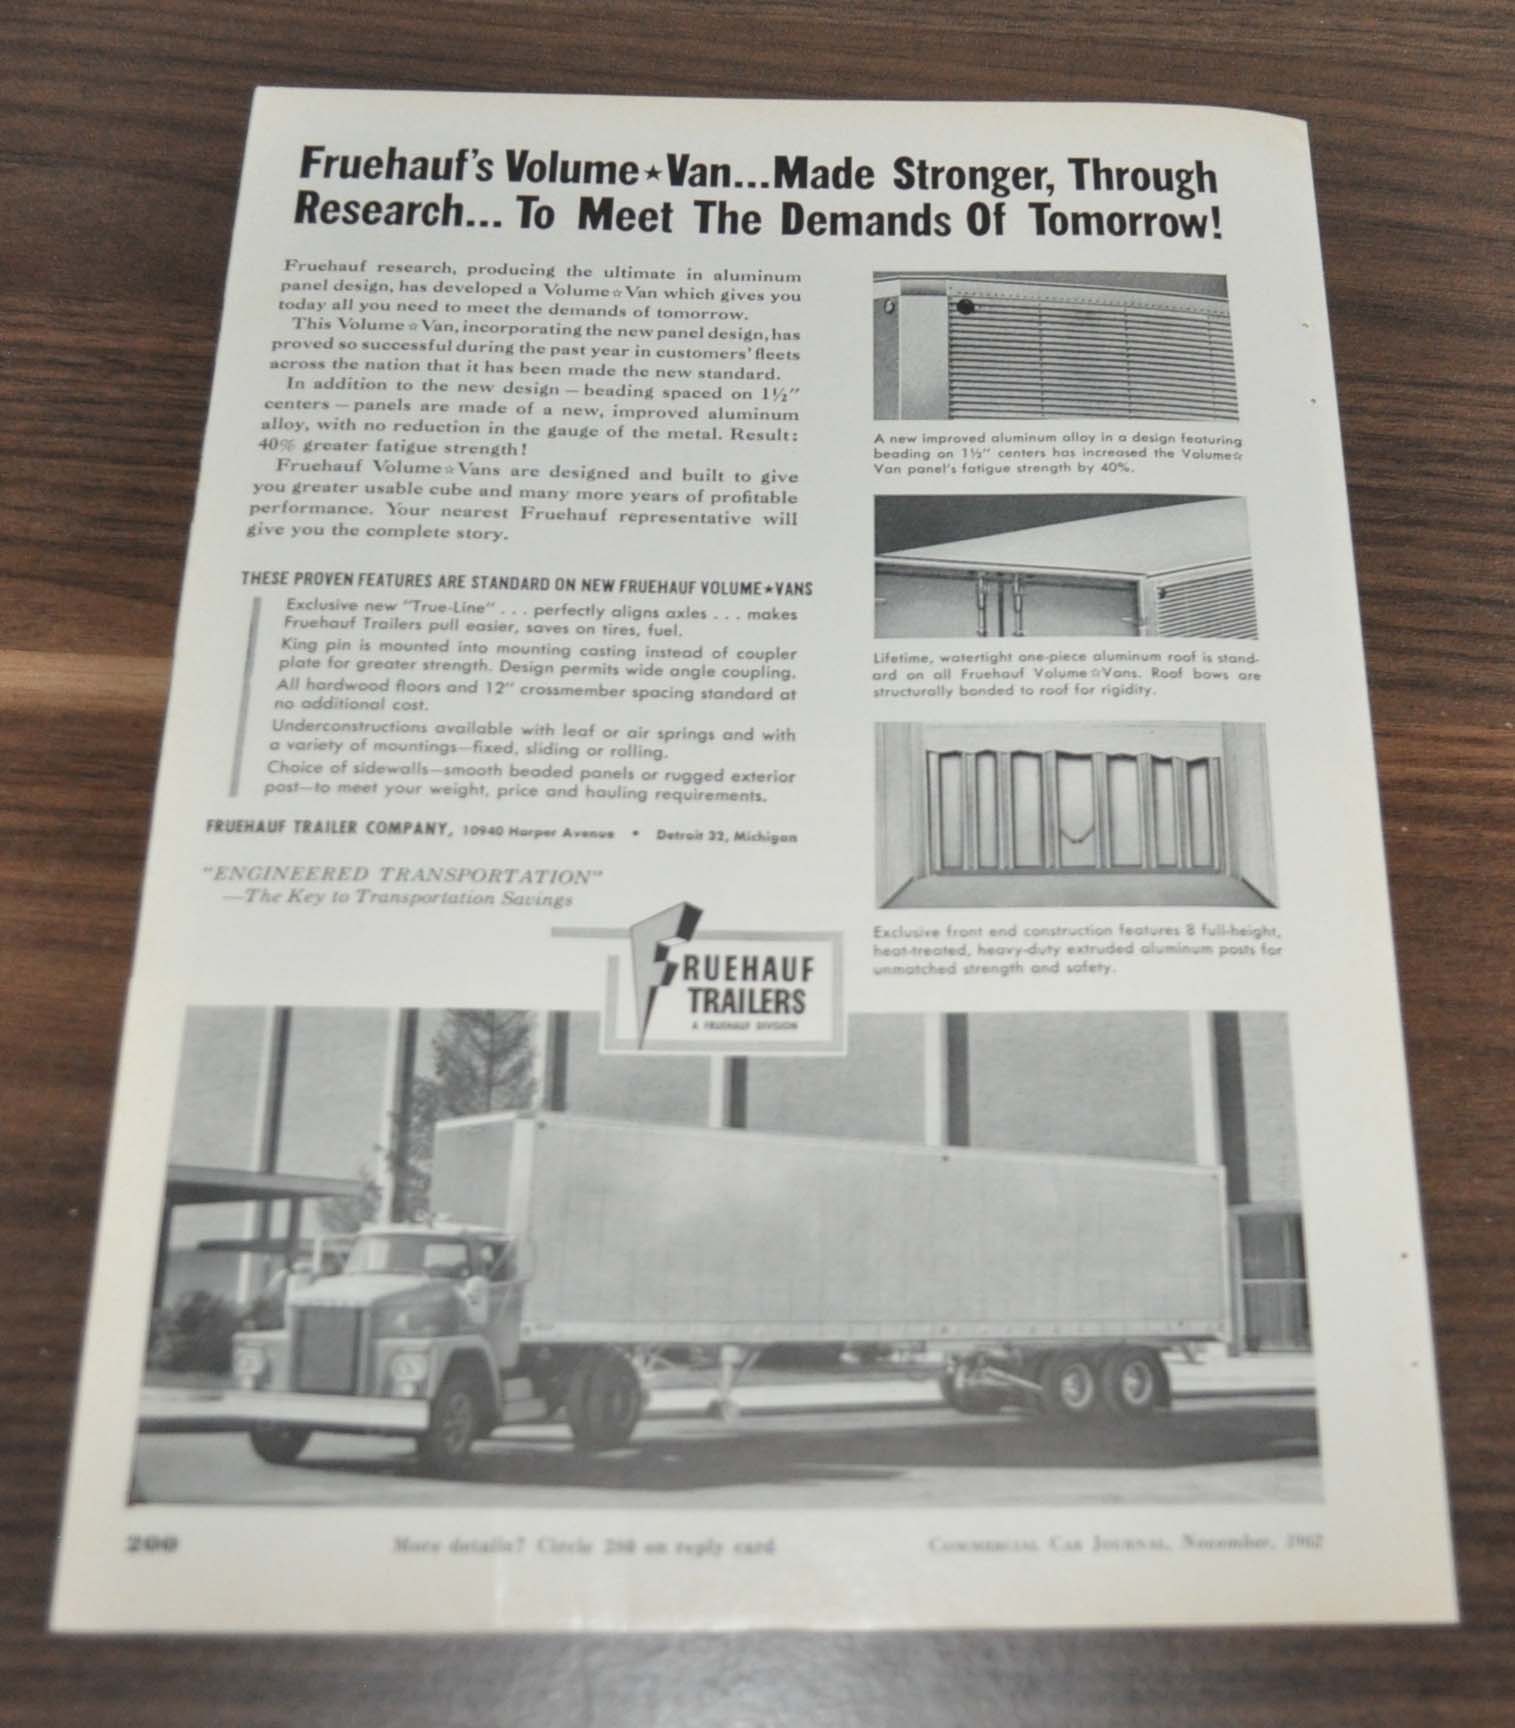 Fruehauf's Volume★Van...Made Stronger, Through
Research... To Meet The Demands Of Tomorrow!
Fruehauf research, producing the ultimate in aluminum
panel design, has developed a Volume☆Van which gives you
today all you need to meet the demands of tomorrow.
This Volume☆Van, incorporating the new panel design, has
proved so successful during the past year in customers' fleets
across the nation that it has been made the new standard.
In addition to the new design — beading spaced on 1½"
centers — panels are made of a new, improved aluminum
alloy, with no reduction in the gauge of the metal. Result:
40% greater fatigue strength!
Fruehauf Volume☆Vans are designed and built to give
you greater usable cube and many more years of profitable
performance. Your nearest Fruehauf representative will
give you the complete story.
THESE PROVEN FEATURES ARE STANDARD ON NEW FRUEHAUF VOLUME★VANS
Exclusive new "True-Line" . . . perfectly aligns axles . . . makes
Fruehauf Trailers pull easier, saves on tires, fuel.
King pin is mounted into mounting casting instead of coupler
plate for greater strength. Design permits wide angle coupling.
All hardwood floors and 12" crossmember spacing standard at
no additional cost.
Underconstructions available with leaf or air springs and with
a variety of mountings—fixed, sliding or rolling.
Choice of sidewalls—smooth beaded panels or rugged exterior
post—to meet your weight, price and hauling requirements.
FRUEHAUF TRAILER COMPANY, 10940 Harper Avenue • Detroit 32, Michigan
"ENGINEERED TRANSPORTATION"
—The Key to Transportation Savings
A new improved aluminum alloy in a design featuring
beading on 1½" centers has increased the Volume☆
Van panel's fatigue strength by 40%.
Lifetime, watertight one-piece aluminum roof is stand-
ard on all Fruehauf Volume☆Vans. Roof bows are
structurally bonded to roof for rigidity.
Exclusive front end construction features 8 full-height,
heat-treated, heavy-duty extruded aluminum posts for
unmatched strength and safety.
FRUEHAUF
TRAILERS
A FRUEHAUF DIVISION
200
More details? Circle 288 on reply card
COMMERCIAL CAR JOURNAL, November, 1962